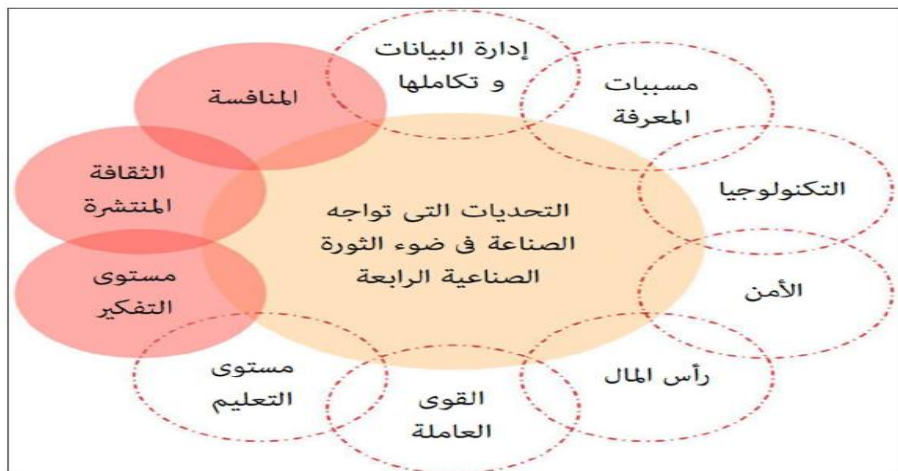 التحديات التى تواجه
الصناعة فى ضوء الثورة
الصناعية الرابعة
إدارة البيانات
و تكاملها
مسببات
المعرفة
التكنولوجيا
الأمن
رأس المال
القوى
العاملة
مستوى
التعليم
مستوى
التفكير
الثقافة
المنتشرة
المنافسة